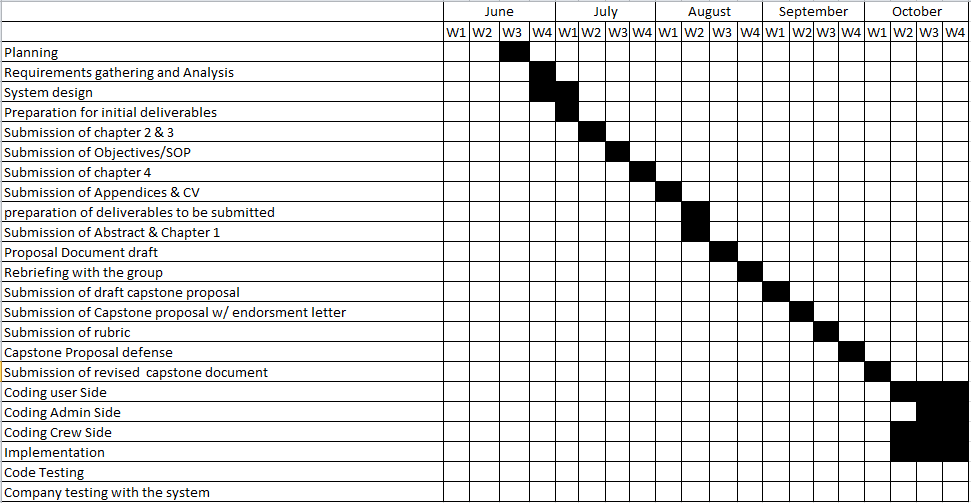 June July August September October
W1 W2 W3 W4 W1 W2 W3 W4 W1 W2 W3 W4 W1 W2 W3 W4 W1 W2 W3 W4
Planning
Requirements gathering and Analysis
System design
Preparation for initial deliverables
Submission of chapter 2 & 3
Submission of Objectives/SOP
Submission of chapter 4
Submission of Appendices & CV
preparation of deliverables to be submitted
Submission of Abstract & Chapter 1
Proposal Document draft
Rebriefing with the group
Submission of draft capstone proposal
Submission of Capstone proposal w/ endorsment letter
Submission of rubric
Capstone Proposal defense
Submission of revised capstone document
Coding user Side
Coding Admin Side
Coding Crew Side
Implementation
Code Testing
Company testing with the system